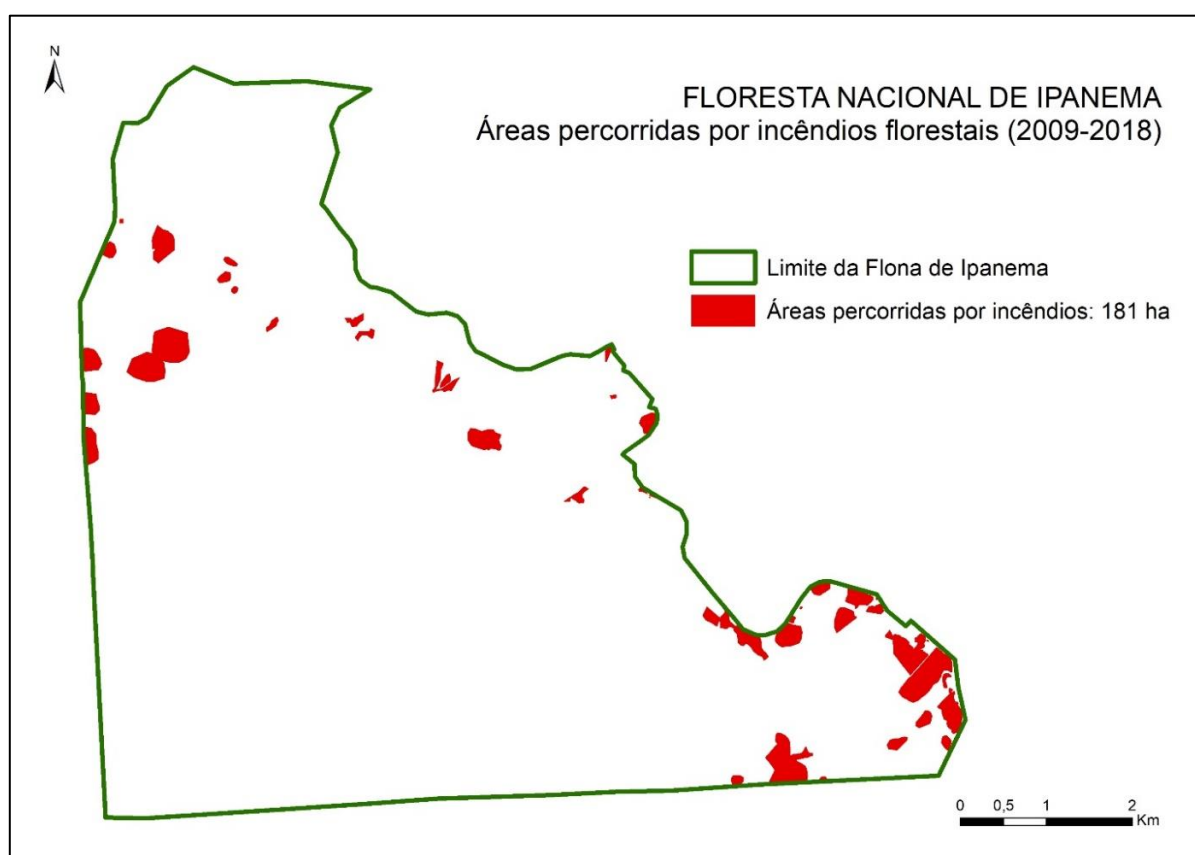 N
FLORESTA NACIONAL DE IPANEMA
Áreas percorridas por incêndios florestais (2009-2018)
Limite da Flona de Ipanema
Áreas percorridas por incêndios: 181 ha
0 0,5 1 2
Km